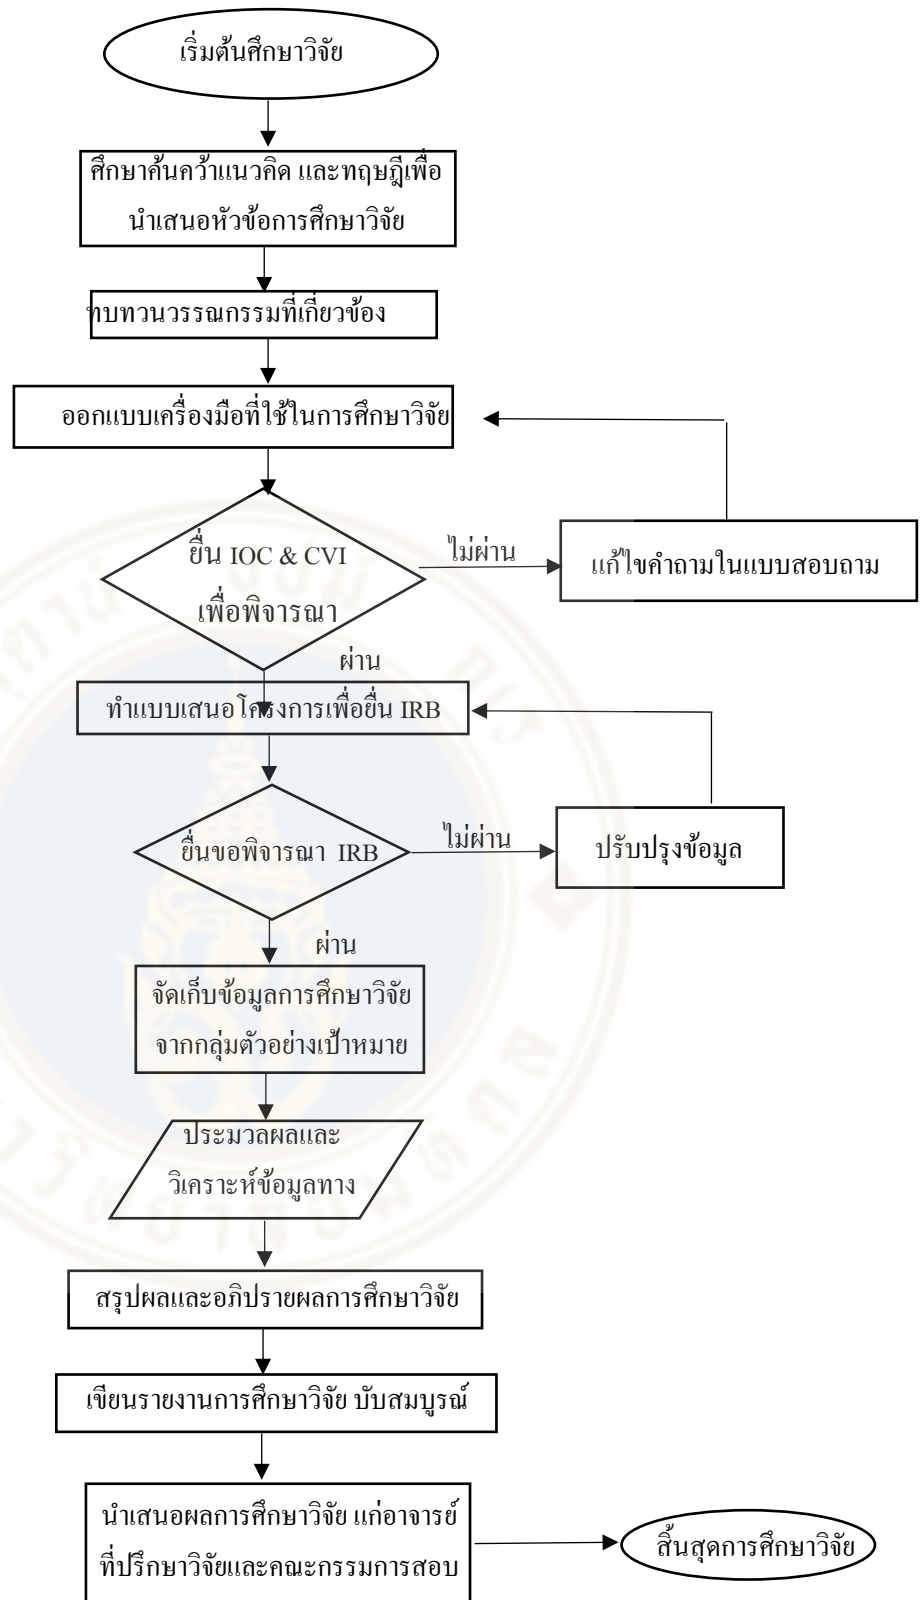 เริ่มต้นศึกษาวิจัย
ศึกษาค้นคว้าแนวคิด และทฤษฎีเพื่อ
นำเสนอหัวข้อการศึกษาวิจัย
ทบทวนวรรณกรรมที่เกี่ยวข้อง
ออกแบบเครื่องมือที่ใช้ในการศึกษาวิจัย
ยื่น IOC & CVI
เพื่อพิจารณา
ไม่ผ่าน
แก้ไขคำถามในแบบสอบถาม
ผ่าน
ทำแบบเสนอโครงการเพื่อยื่น IRB
ยื่นขอพิจารณา IRB
ไม่ผ่าน
ปรับปรุงข้อมูล
ผ่าน
จัดเก็บข้อมูลการศึกษาวิจัย
จากกลุ่มตัวอย่างเป้าหมาย
ประมวลผลและ
วิเคราะห์ข้อมูลทาง
สรุปผลและอภิปรายผลการศึกษาวิจัย
เขียนรายงานการศึกษาวิจัย บับสมบูรณ์
นำเสนอผลการศึกษาวิจัย แก่อาจารย์
ที่ปรึกษาวิจัยและคณะกรรมการสอบ
สิ้นสุดการศึกษาวิจัย